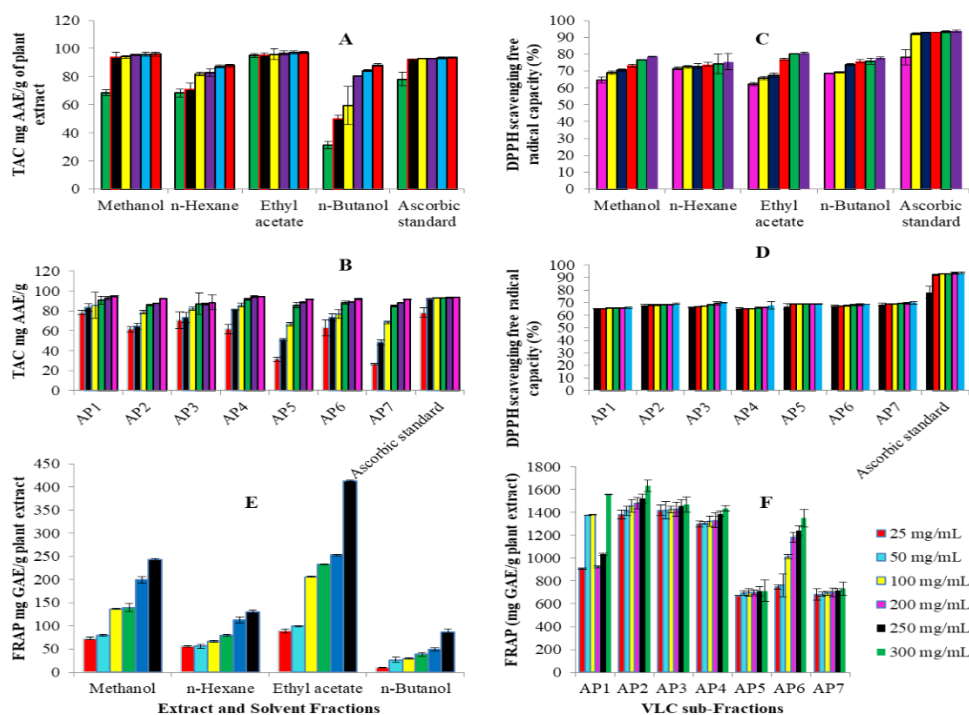 A
TAC mg AAE/g of plant
extract
120
100
80
60
40
20
0
Methanol
n-Hexane
Ethyl
acetate
n-Butanol
Ascorbic
standard
C
DPPH scavenging free
radical capacity (%)
100
90
80
70
60
50
40
30
20
10
0
Methanol
n-Hexane
Ethyl
acetate
n-Butanol
Ascorbic
standard
B
TAC mg AAE/g
120
100
80
60
40
20
0
AP1
AP2
AP3
AP4
AP5
AP6
AP7
Ascorbic standard
D
DPPH scavenging free radical
capacity (%)
100
90
80
70
60
50
40
30
20
10
0
AP1
AP2
AP3
AP4
AP5
AP6
AP7
Ascorbic standard
E
FRAP mg GAE/g plant extract
450
400
350
300
250
200
150
100
50
0
Methanol
n-Hexane
Ethyl acetate
n-Butanol
Extract and Solvent Fractions
F
FRAP (mg GAE/g plant extract)
1800
1600
1400
1200
1000
800
600
400
200
0
AP1
AP2
AP3
AP4
AP5
AP6
AP7
VLC sub-Fractions
25 mg/mL
50 mg/mL
100 mg/mL
200 mg/mL
250 mg/mL
300 mg/mL